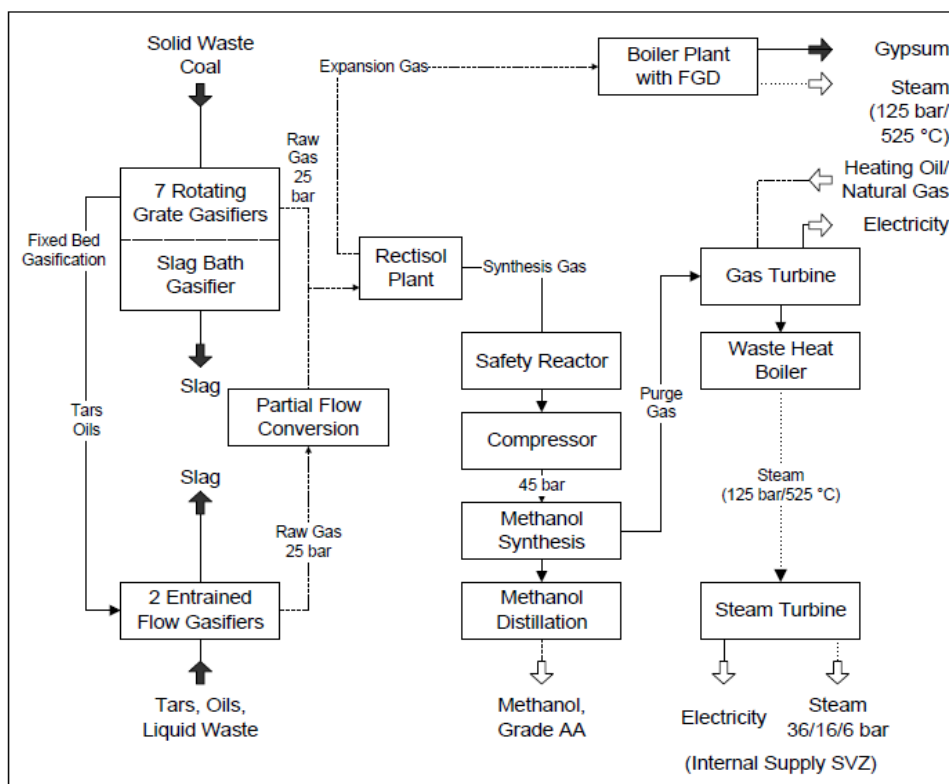 Solid Waste
Coal
Expansion Gas
Boiler Plant
with FGD
Gypsum
Steam
(125 bar/
525 °C)
Raw
Gas
25
bar
7 Rotating
Grate Gasifiers
Heating Oil/
Natural Gas
Electricity
Fixed Bed
Gasification
Slag Bath
Gasifier
Rectisol
Plant
Synthesis Gas
Gas Turbine
Safety Reactor
Waste Heat
Boiler
Slag
Purge
Gas
Partial Flow
Conversion
Tars
Oils
Compressor
Slag
45 bar
Steam
(125 bar/525 °C)
Methanol
Synthesis
Raw Gas
25 bar
2 Entrained
Flow Gasifiers
Methanol
Distillation
Steam Turbine
Tars, Oils,
Liquid Waste
Methanol,
Grade AA
Electricity
Steam
36/16/6 bar
(Internal Supply SVZ)